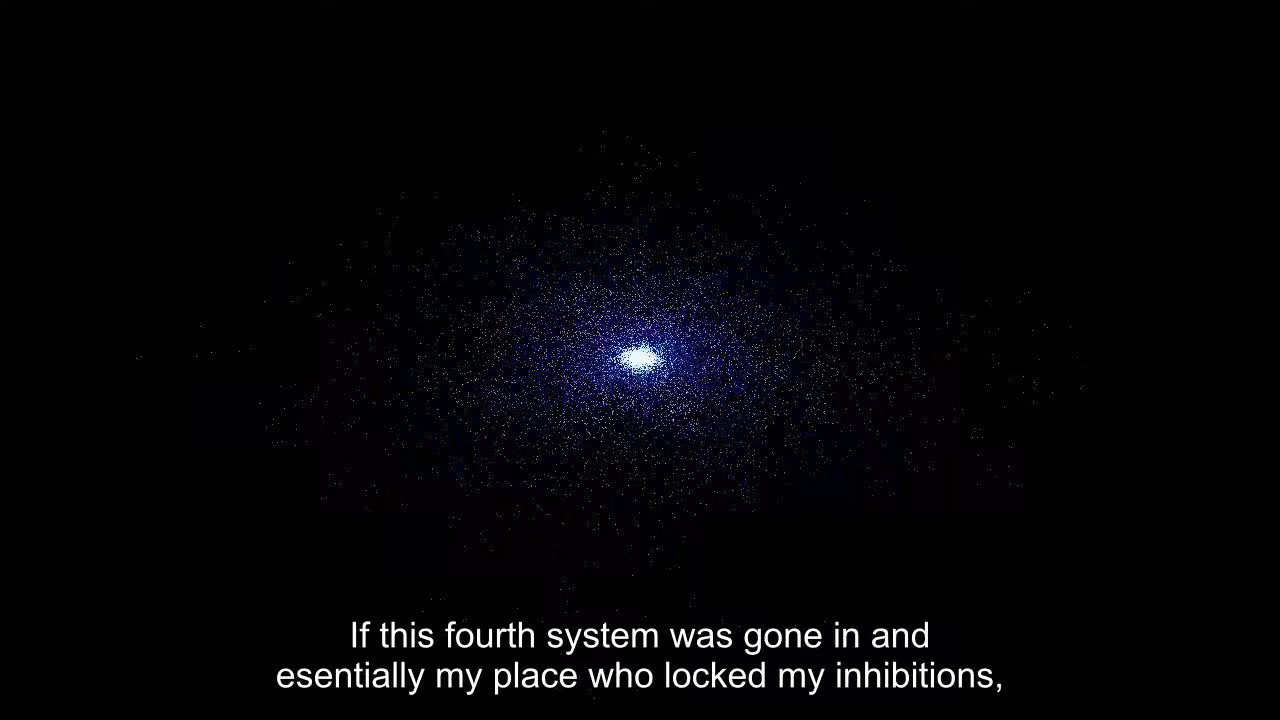 If this fourth system was gone in and
esentially my place who locked my inhibitions,